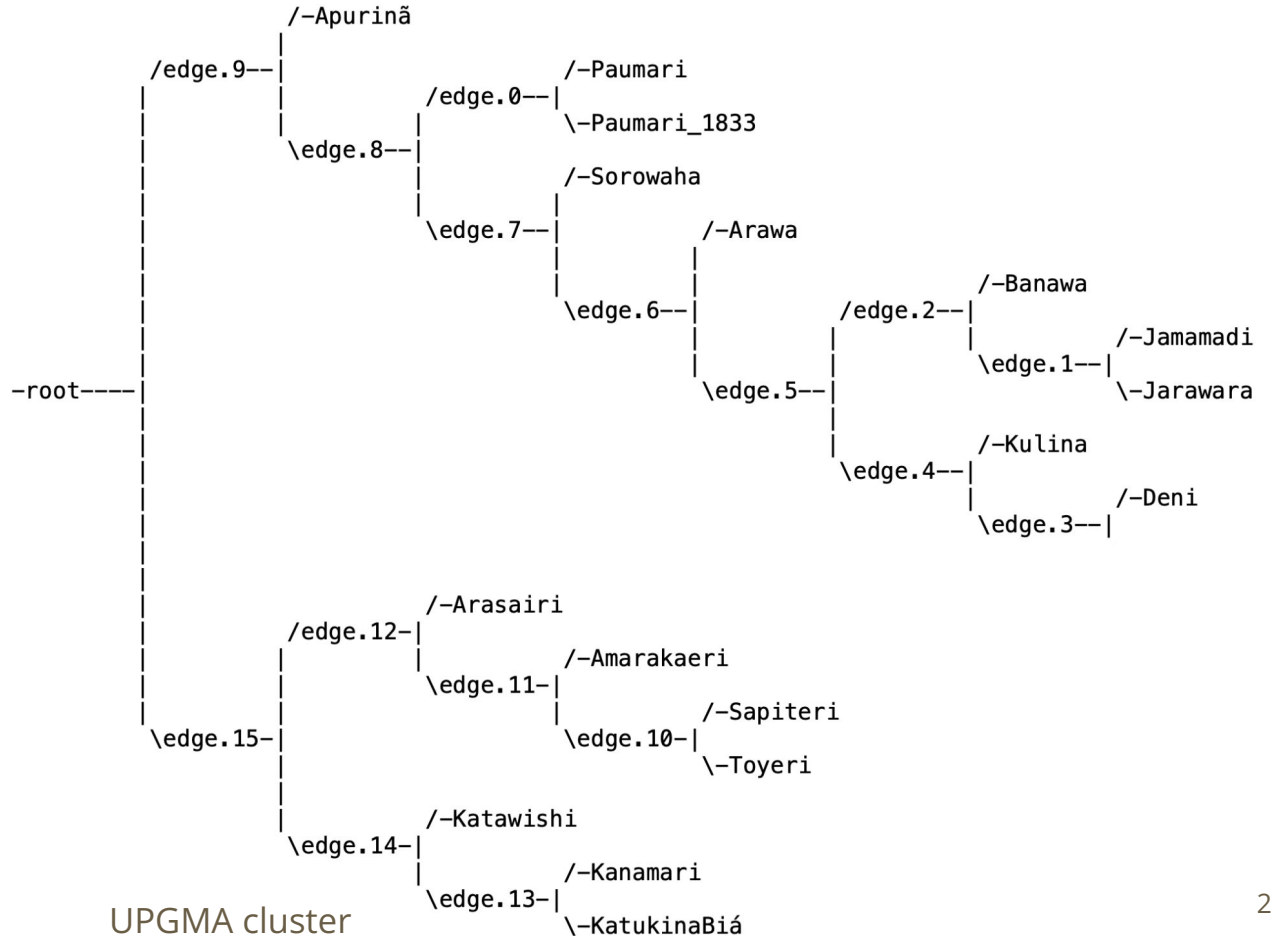 /-Apurinã
/edge.9--|
/-Paumari
/edge.0--|
\-Paumari_1833
\edge.8--|
/-Sorowaha
\edge.7--|
/-Arawa
/-Banawa
\edge.6--| /edge.2--|
/-Jamamadi
\edge.1--|
-root----| \edge.5--| \-Jarawara
/-Kulina
\edge.4--|
/-Deni
\edge.3--|
/-Arasairi
/edge.12-|
/-Amarakaeri
\edge.11-|
/-Sapiteri
\edge.15-| \edge.10-|
\-Toyeri
/-Katawishi
\edge.14-|
/-Kanamari
\edge.13-|
\-KatukinaBiá
UPGMA cluster
2